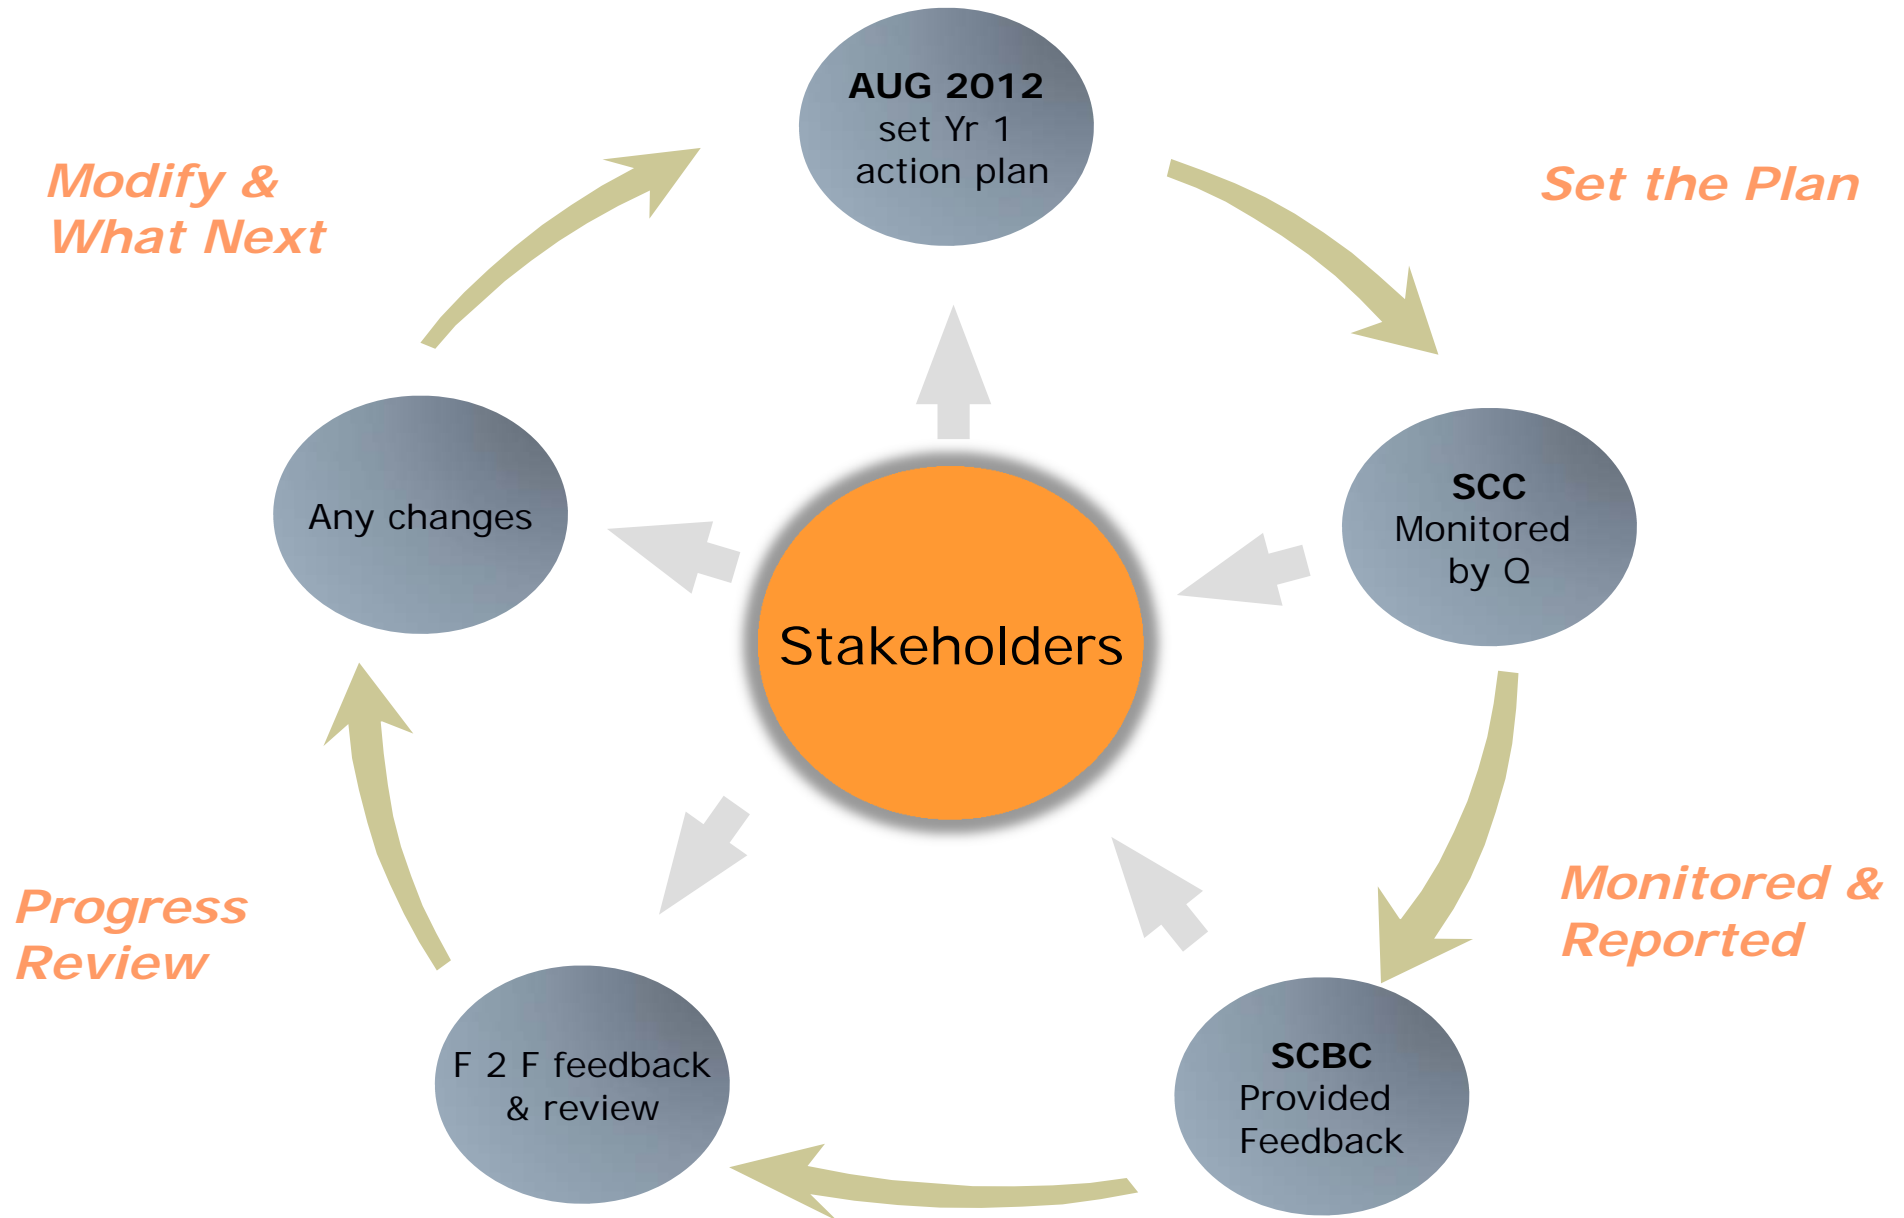 AUG 2012
set Yr 1
action plan
Modify &
What Next
Set the Plan
SCC
Monitored
by Q
Any changes
Stakeholders
Monitored &
Reported
Progress
Review
SCBC
Provided
Feedback
F 2 F feedback
& review